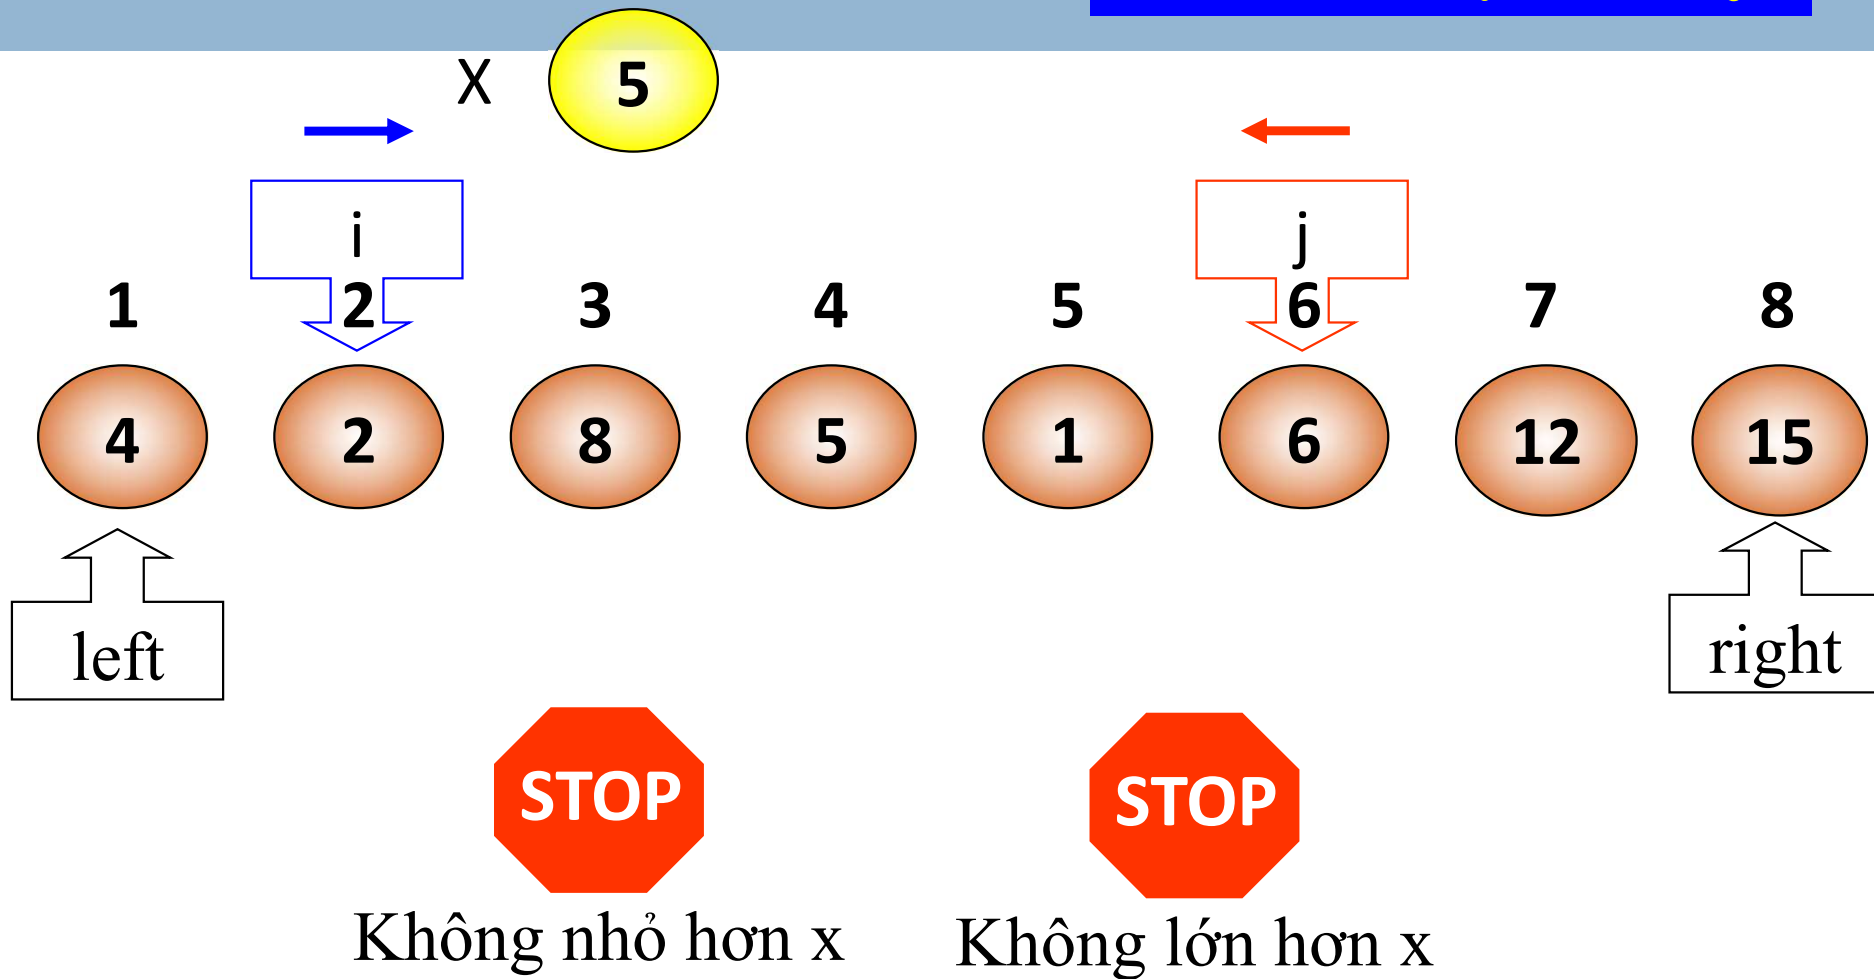 X 5
i j
1 2 3 4 5 6 7 8
4 2 8 5 1 6 12 15
left right
STOP STOP
Không nhỏ hơn x Không lớn hơn x